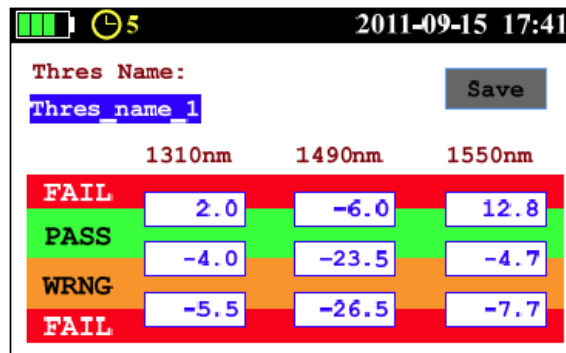 5 2011-09-15 17:41
Thres Name:
Save
Thres_name_1
1310nm 1490nm 1550nm
FAIL
2.0 -6.0 12.8
PASS
-4.0 -23.5 -4.7
WRNG
-5.5 -26.5 -7.7
FAIL